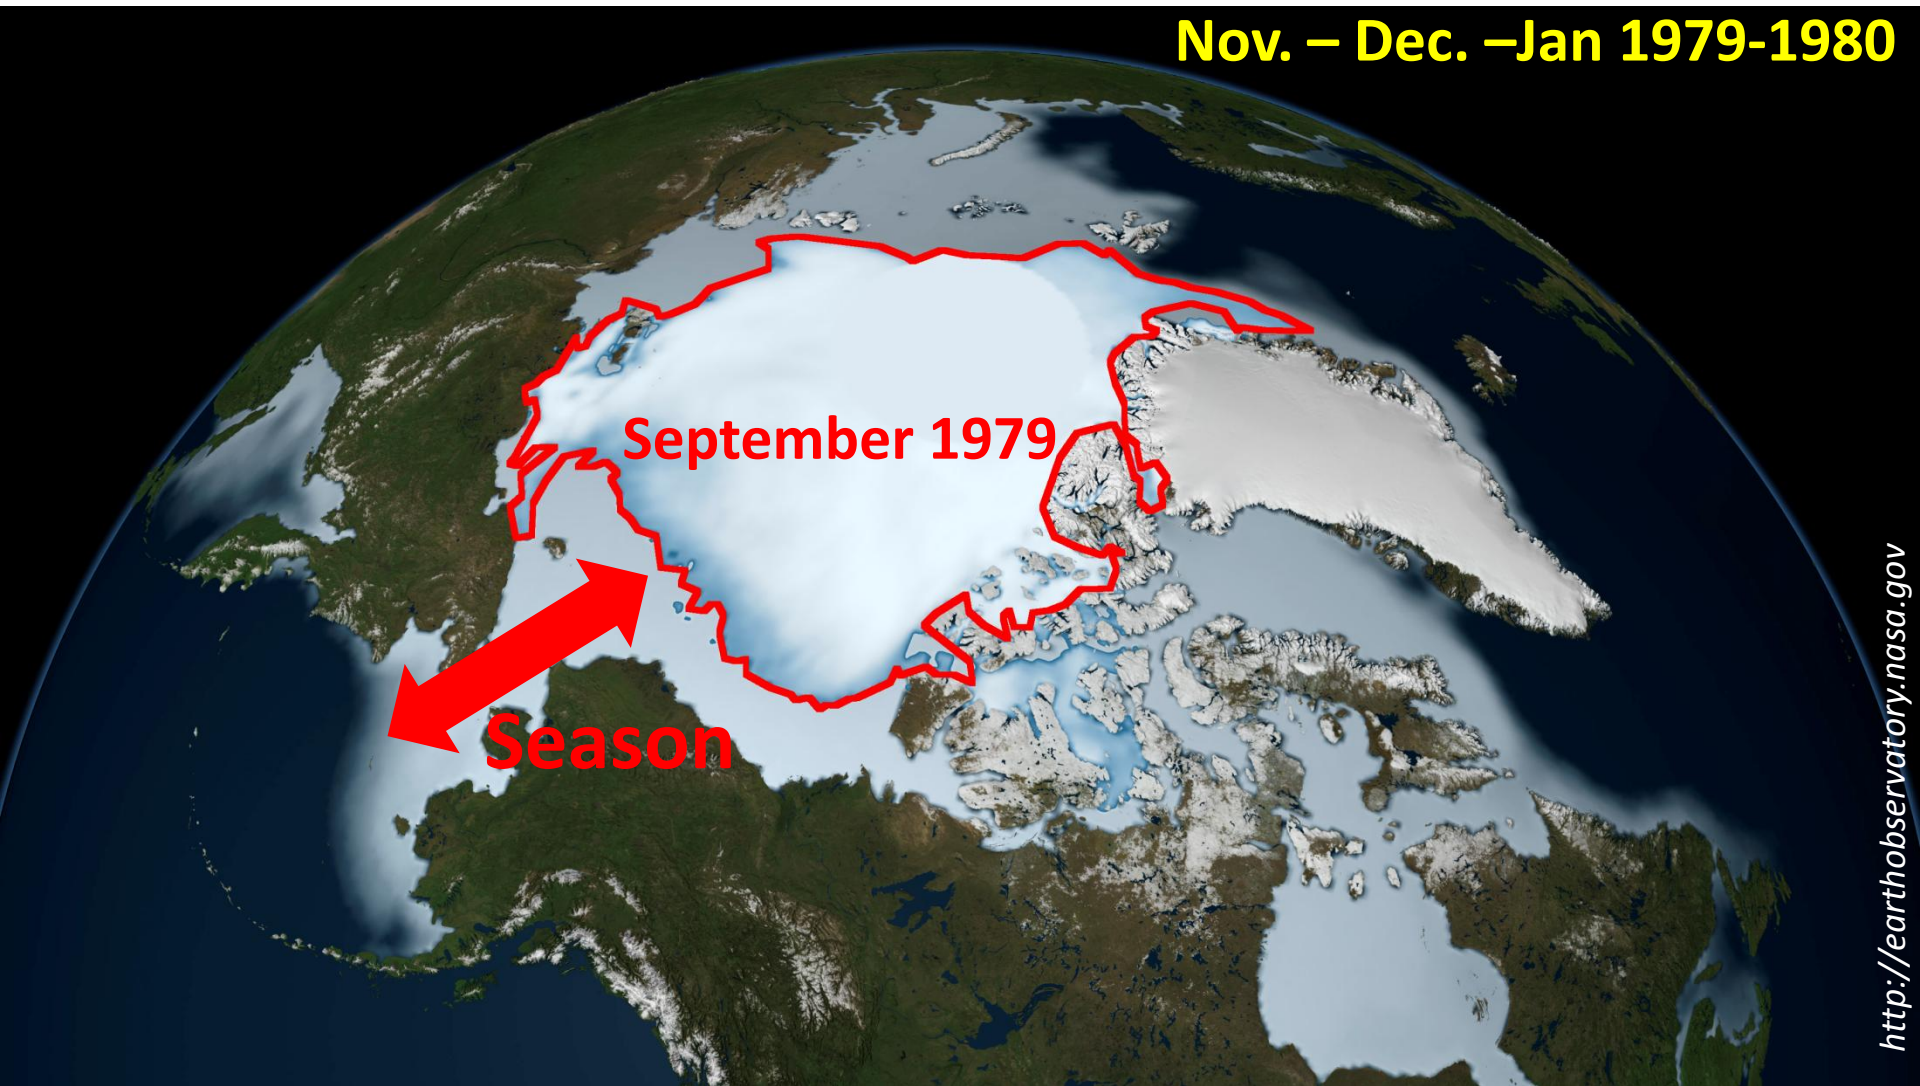 Nov. – Dec. –Jan 1979-1980
September 1979
Season
http://earthobservatory.nasa.gov